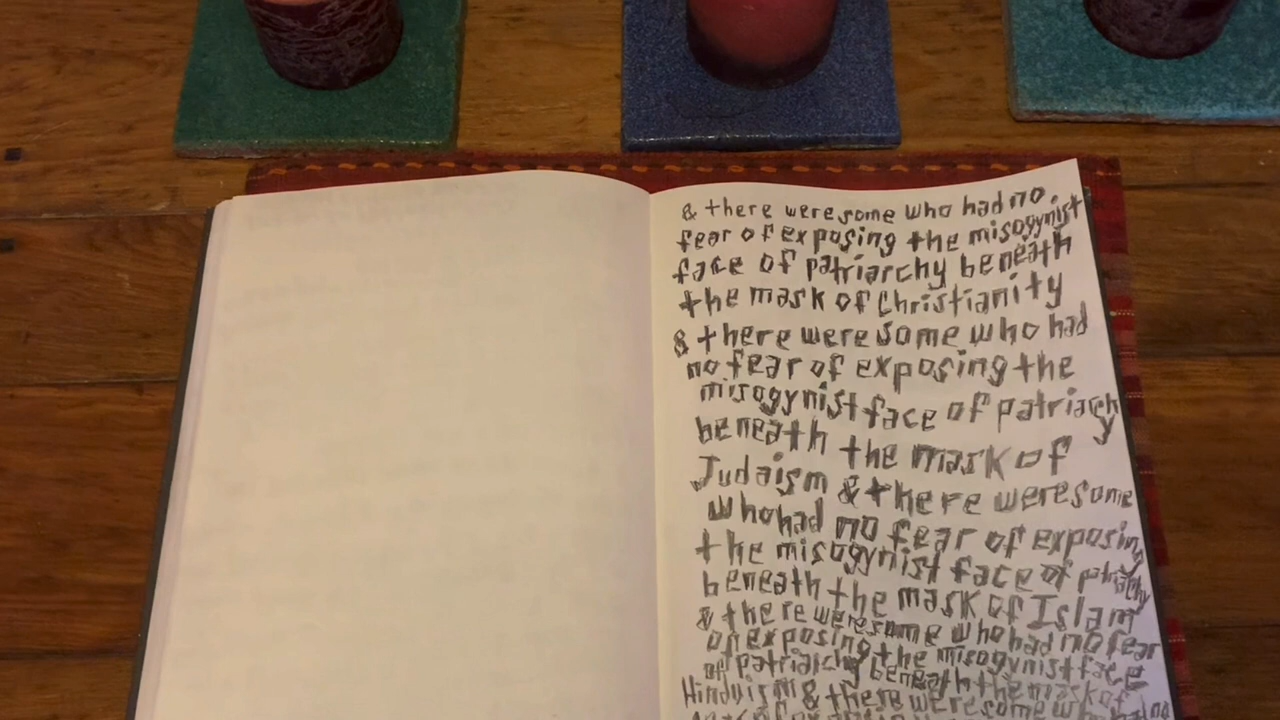 & there were some who had no
fear of exposing the misogynist
face of patriarchy beneath
the mask of Christianity
& there were some who had
no fear of exposing the
misogynist face of patriarchy
beneath the mask of
Judaism & there were some
who had no fear of exposing
the misogynist face of patriarchy
beneath the mask of Islam
& there were some who had no fear
of exposing the misogynist face
of patriarchy beneath the mask of
Hinduism & there were some who had no